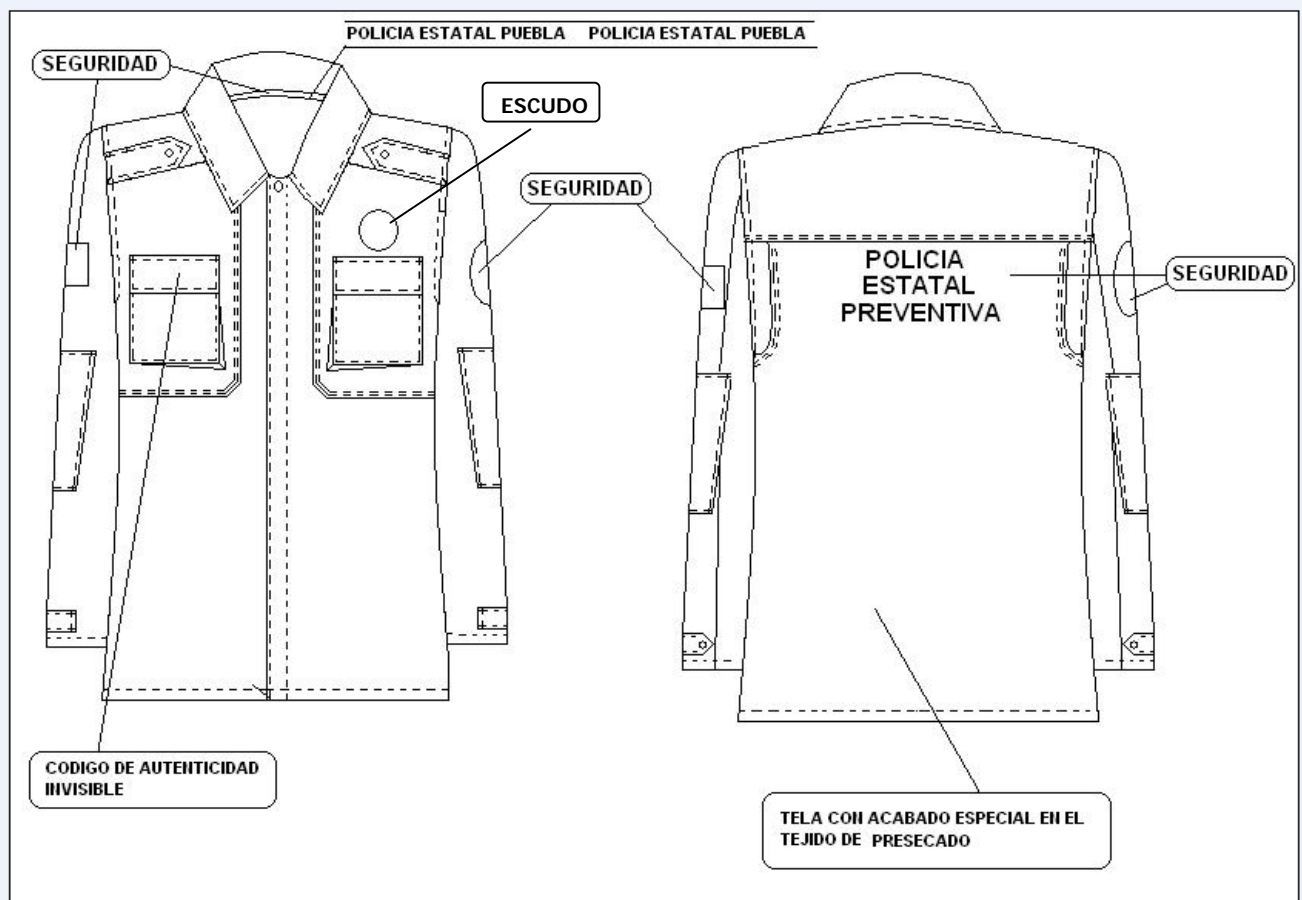 POLICIA ESTATAL PUEBLA POLICIA ESTATAL PUEBLA
SEGURIDAD
ESCUDO
SEGURIDAD
POLICIA
ESTATAL
PREVENTIVA
SEGURIDAD
CODIGO DE AUTENTICIDAD
INVISIBLE
TELA CON ACABADO ESPECIAL EN EL
TEJIDO DE PRESECADO